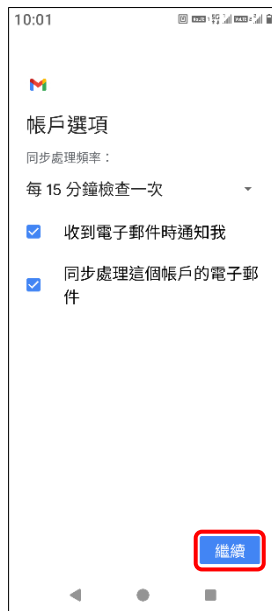 10:01
帳戶選項
同步處理頻率：
每 15 分鐘檢查一次
收到電子郵件時通知我
同步處理這個帳戶的電子郵
件
繼續